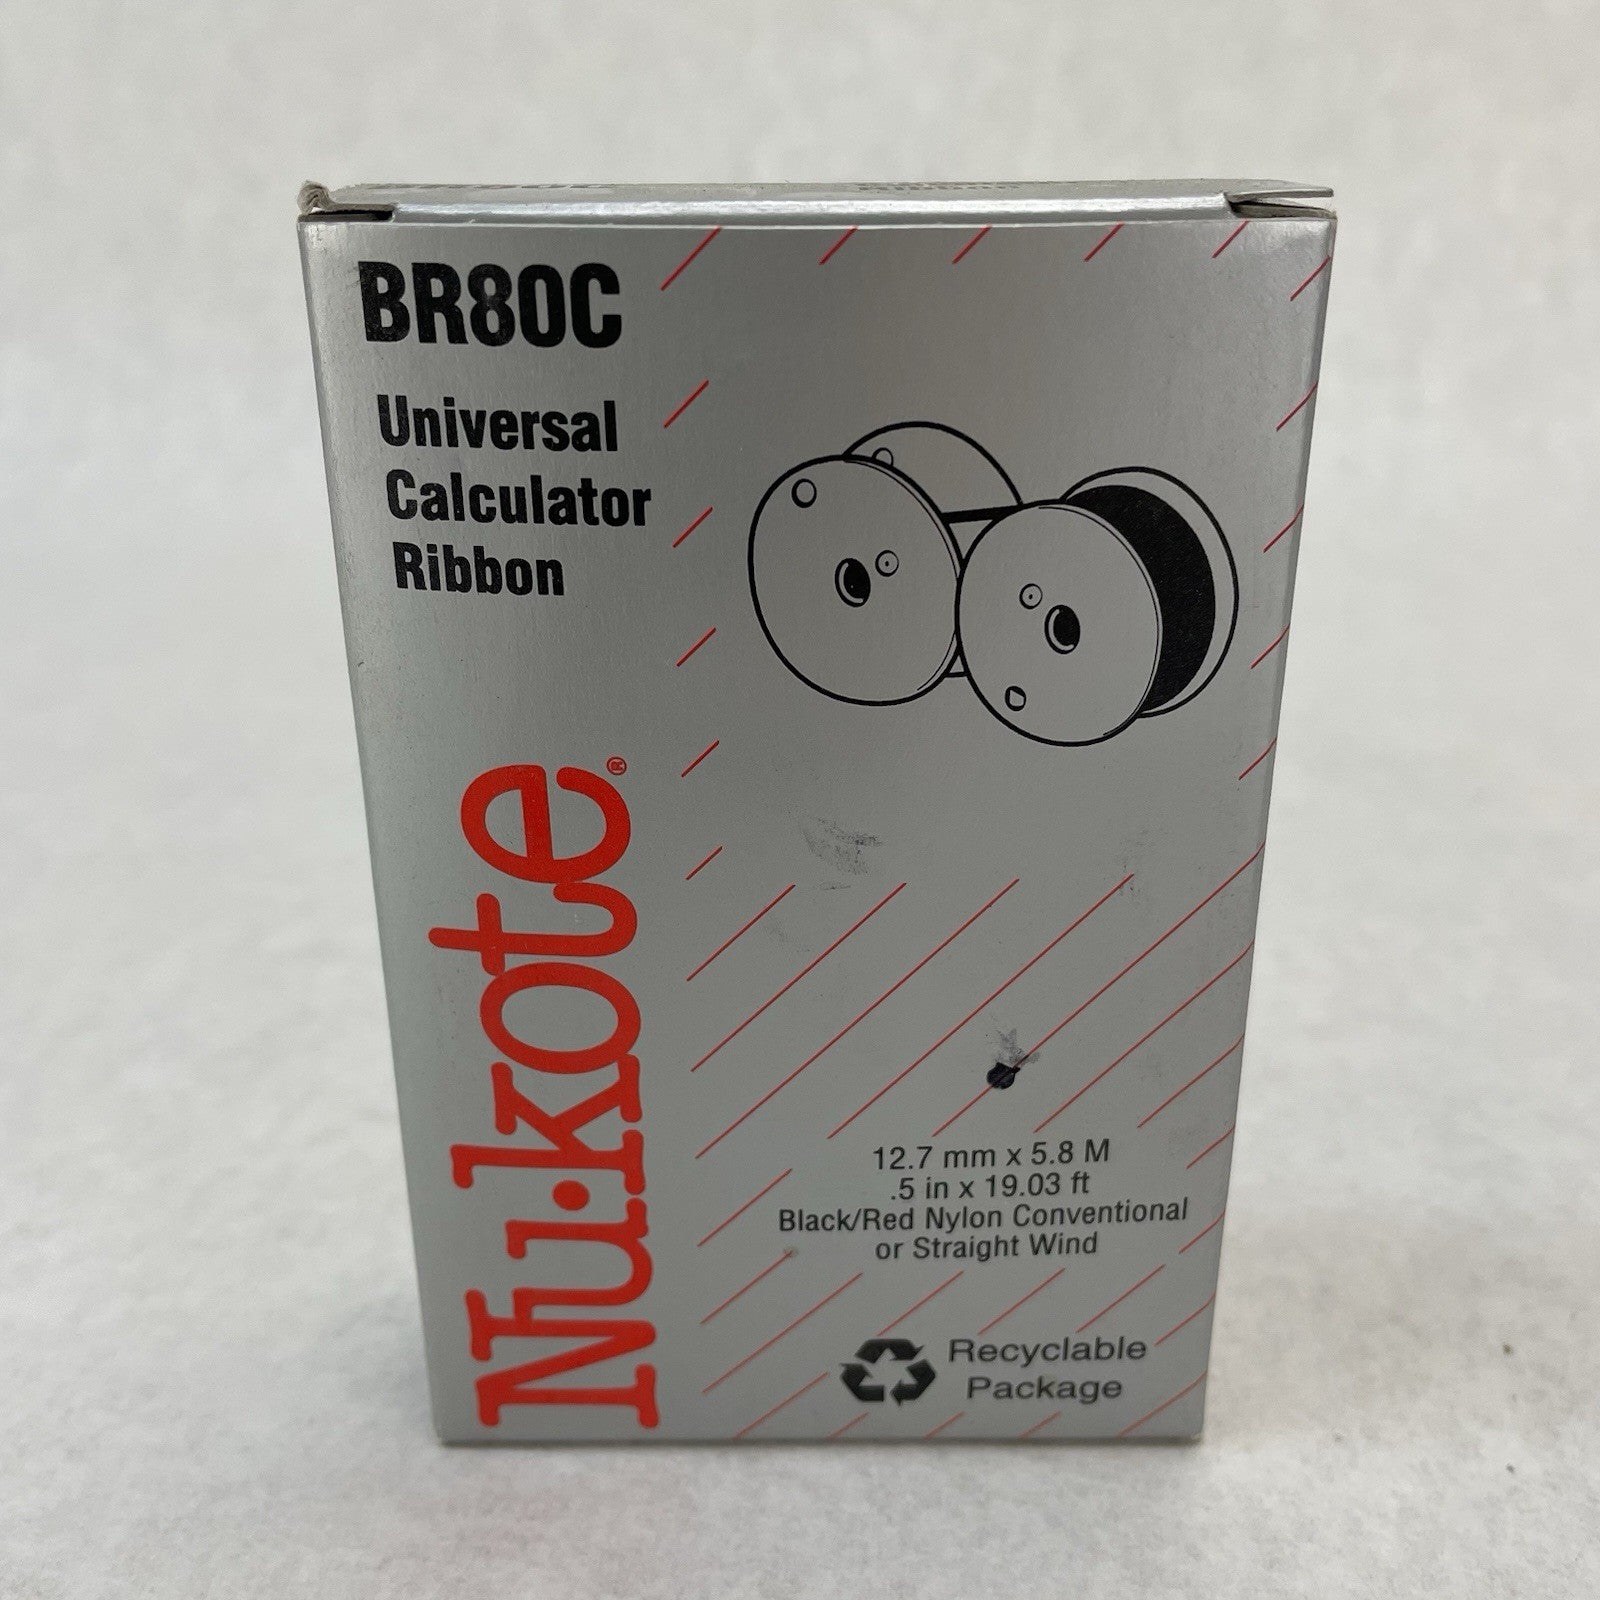 BR80C
Universal
Calculator
Ribbon
Nu·kote®
12.7 mm x 5.8 M
.5 in x 19.03 ft
Black/Red Nylon Conventional
or Straight Wind
Recyclable
Package